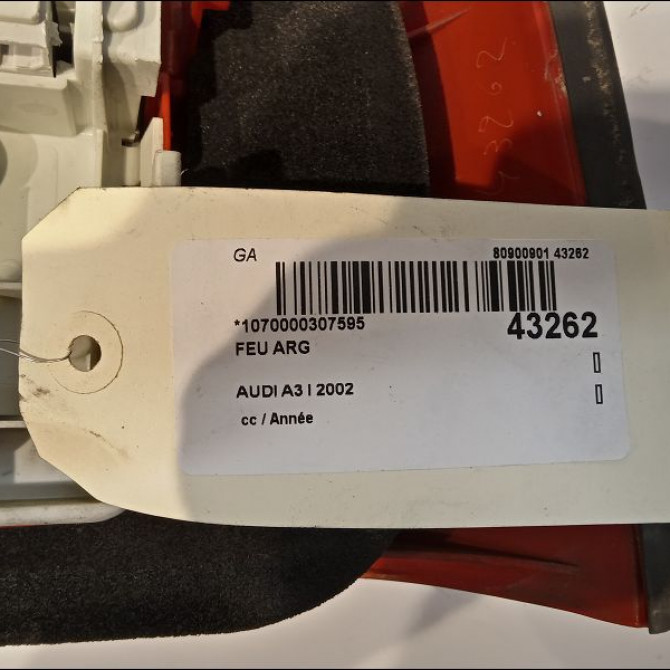 43262
GA 80900901 43262
*1070000307595 43262
FEU ARG
AUDI A3 I 2002
cc / Année